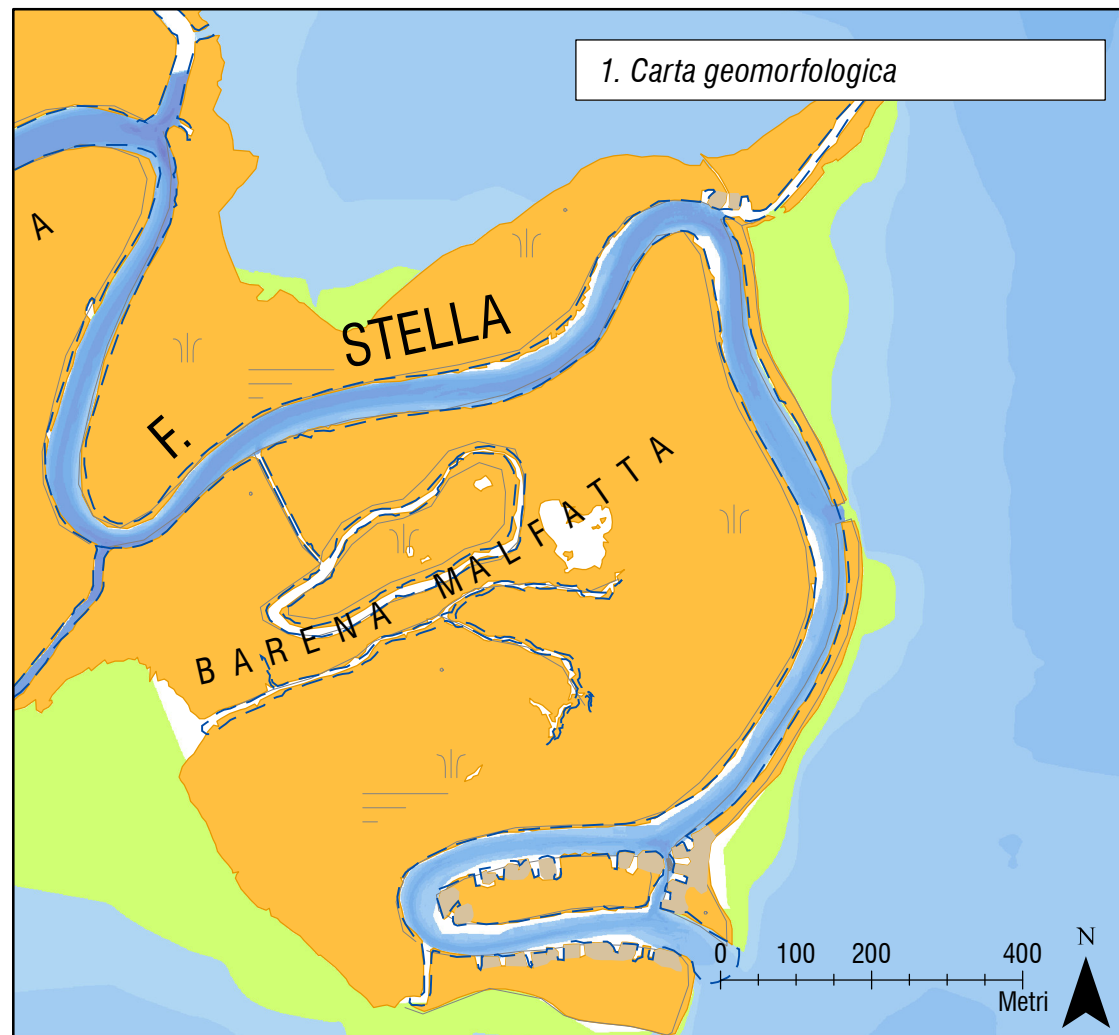 1. Carta geomorfologica
A
STELLA
F.
BARENA MALFATTA
0 100 200 400
Metri
N